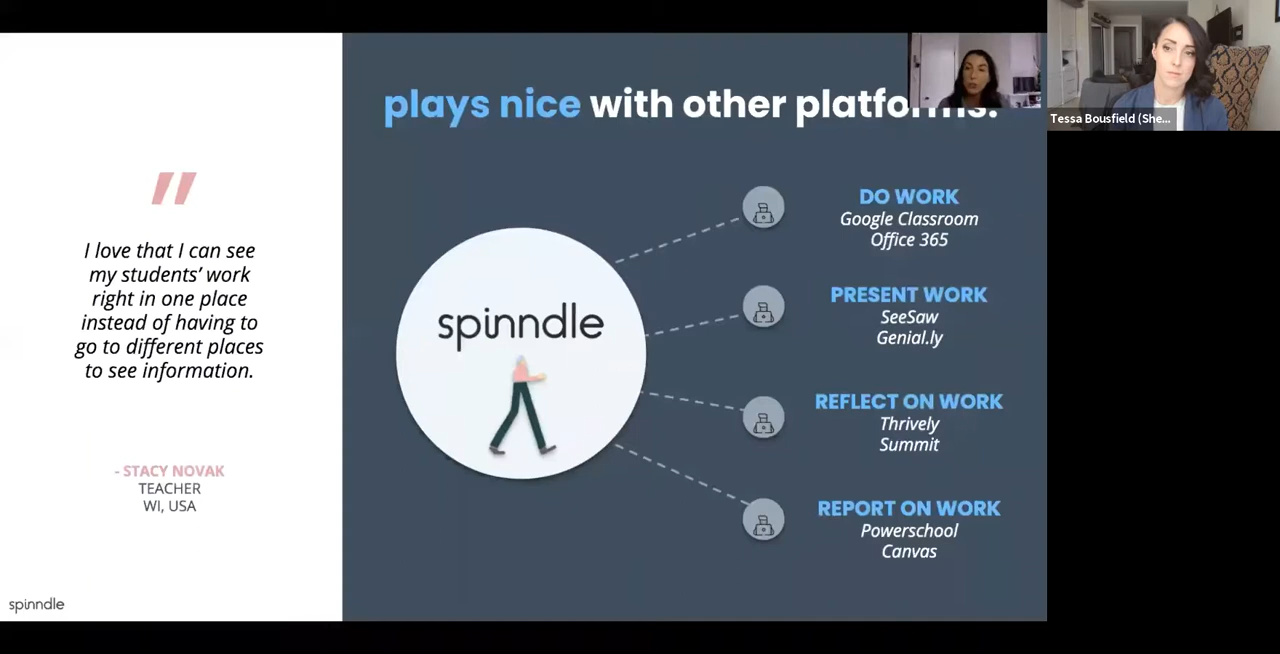 plays nice with other platforms.
Tessa Bousfield (She...
"
I love that I can see
my students’ work
right in one place
instead of having to
go to different places
to see information.
- STACY NOVAK
TEACHER
WI, USA
spinndle
spinndle
DO WORK
Google Classroom
Office 365
PRESENT WORK
SeeSaw
Genial.ly
REFLECT ON WORK
Thrively
Summit
REPORT ON WORK
Powerschool
Canvas